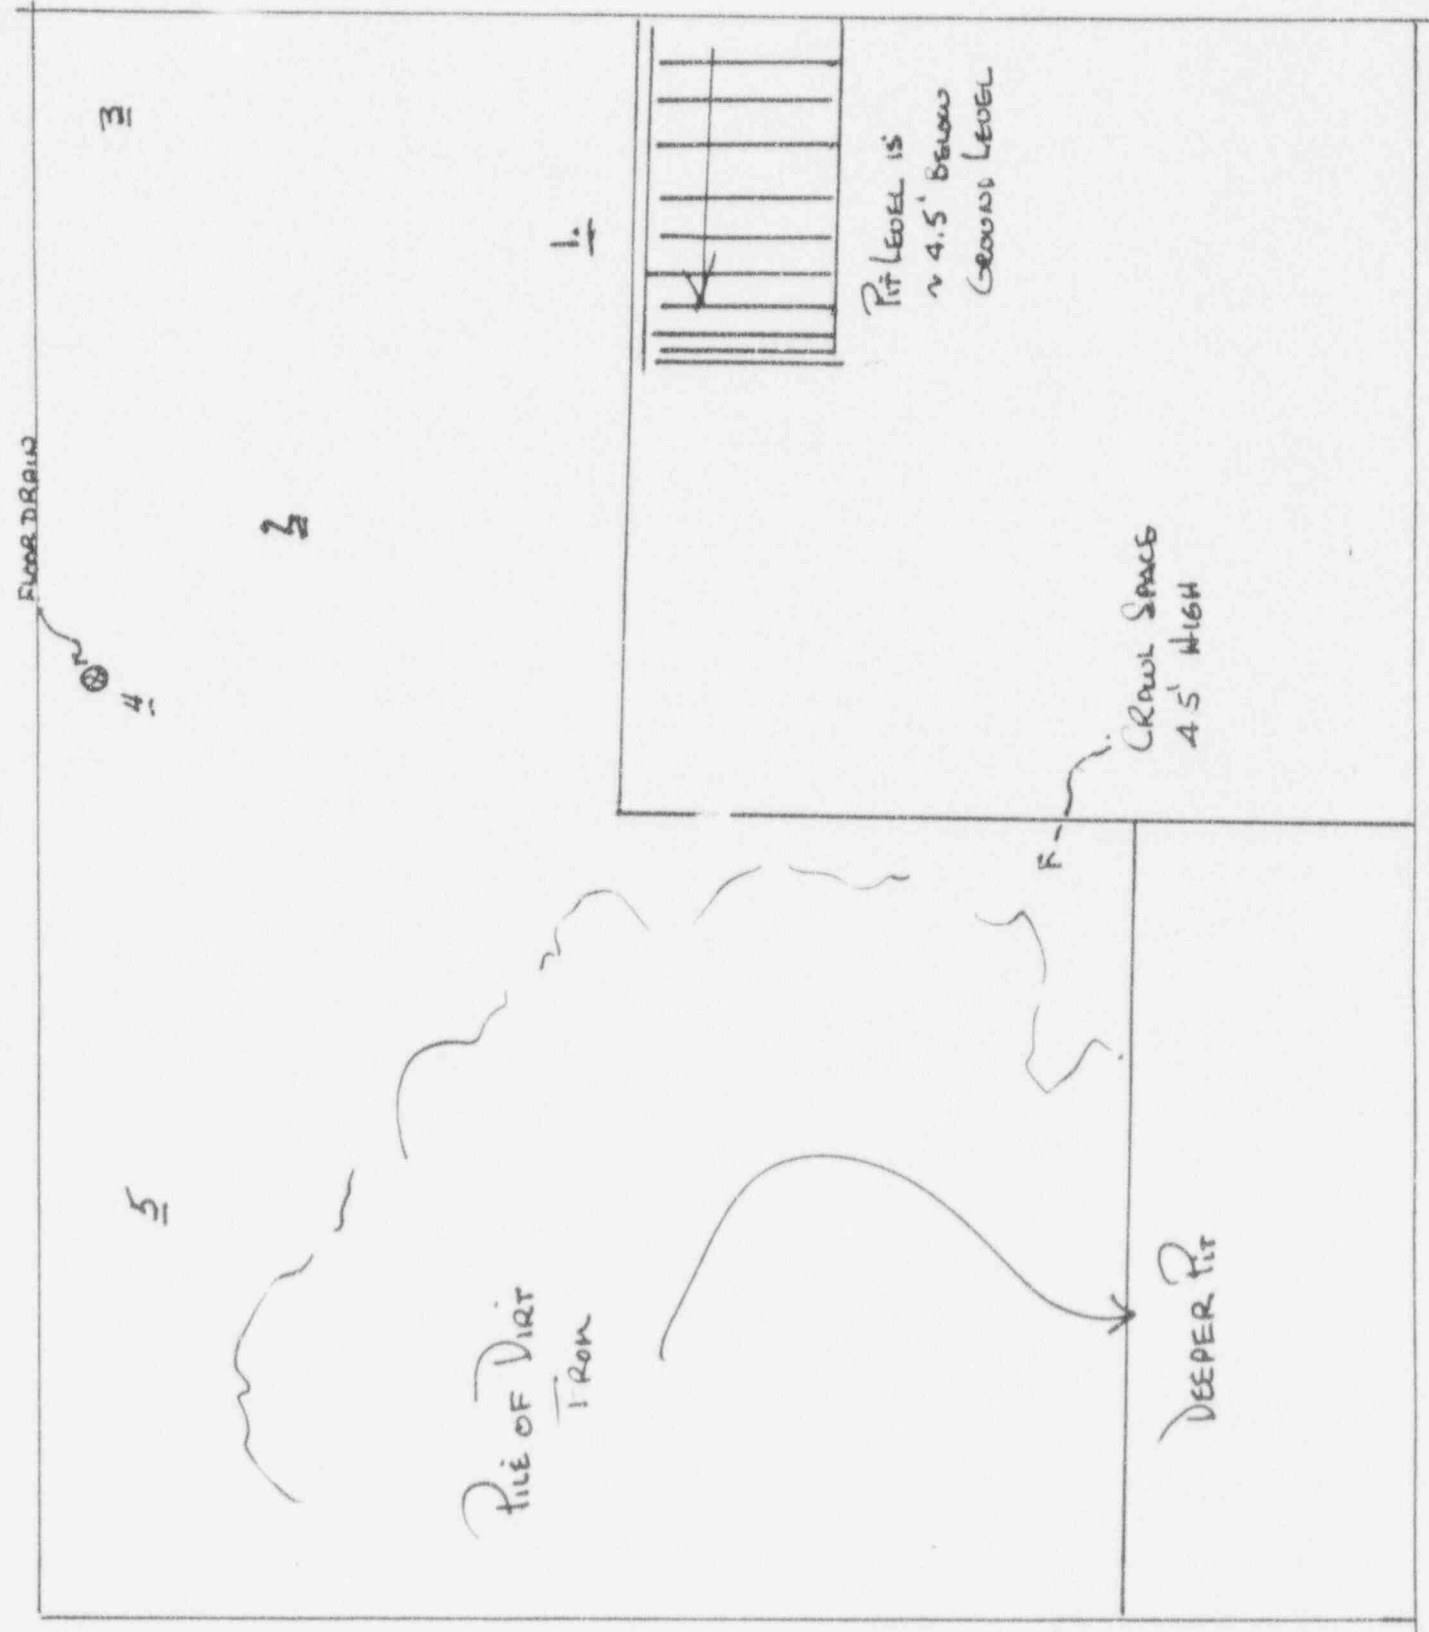 FLOOR DRAIN
3
1.
2
4
5
PIT LEVEL IS
~ 4.5' BELOW
GROUND LEVEL
CRAWL SPACE
4 5' HIGH
PILE OF DIRT
FROM
DEEPER PIT